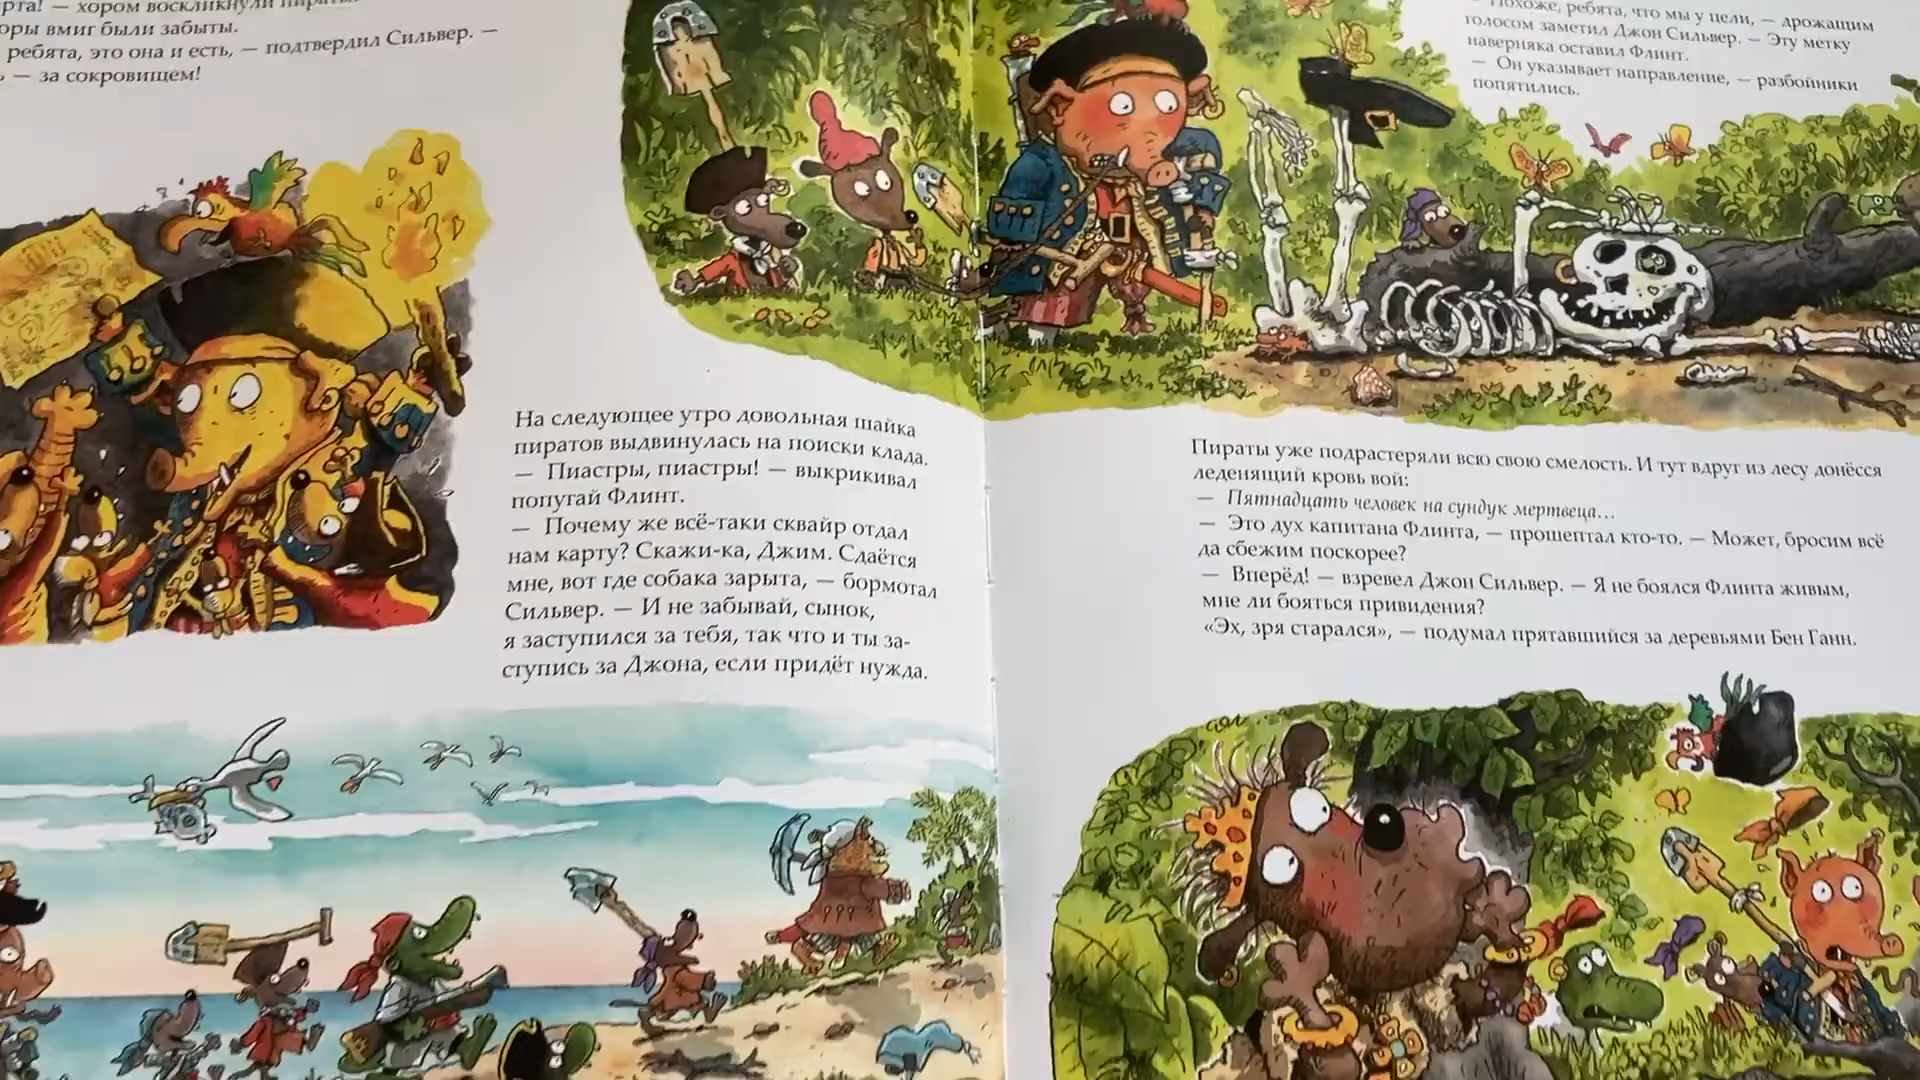 — хором воскликнули
вмиг были забыты.
ребята, это она и есть, — подтвердил Сильвер. —
— за сокровищем!
На следующее утро довольная шайка
пиратов выдвинулась на поиски клада.
— Пиастры, пиастры! — выкрикивал
попугай Флинт.
— Почему же всё-таки сквайр отдал
нам карту? Скажи-ка, Джим. Сдаётся
мне, вот где собака зарыта, — бормотал
Сильвер. — И не забывай, сынок,
я заступился за тебя, так что и ты за-
ступись за Джона, если придёт нужда.
— Похоже, ребята, что мы у цели, — дрожащим
голосом заметил Джон Сильвер. — Эту метку
наверняка оставил Флинт.
— Он указывает направление, — разбойники
попятились.
Пираты уже подрастеряли всю свою смелость. И тут вдруг из лесу донёсся
леденящий кровь вой:
— Пятнадцать человек на сундук мертвеца...
— Это дух капитана Флинта, — прошептал кто-то. — Может, бросим всё
да сбежим поскорее?
— Вперёд! — взревел Джон Сильвер. — Я не боялся Флинта живым,
мне ли бояться привидения?
«Эх, зря старался», — подумал прятавшийся за деревьями Бен Ганн.